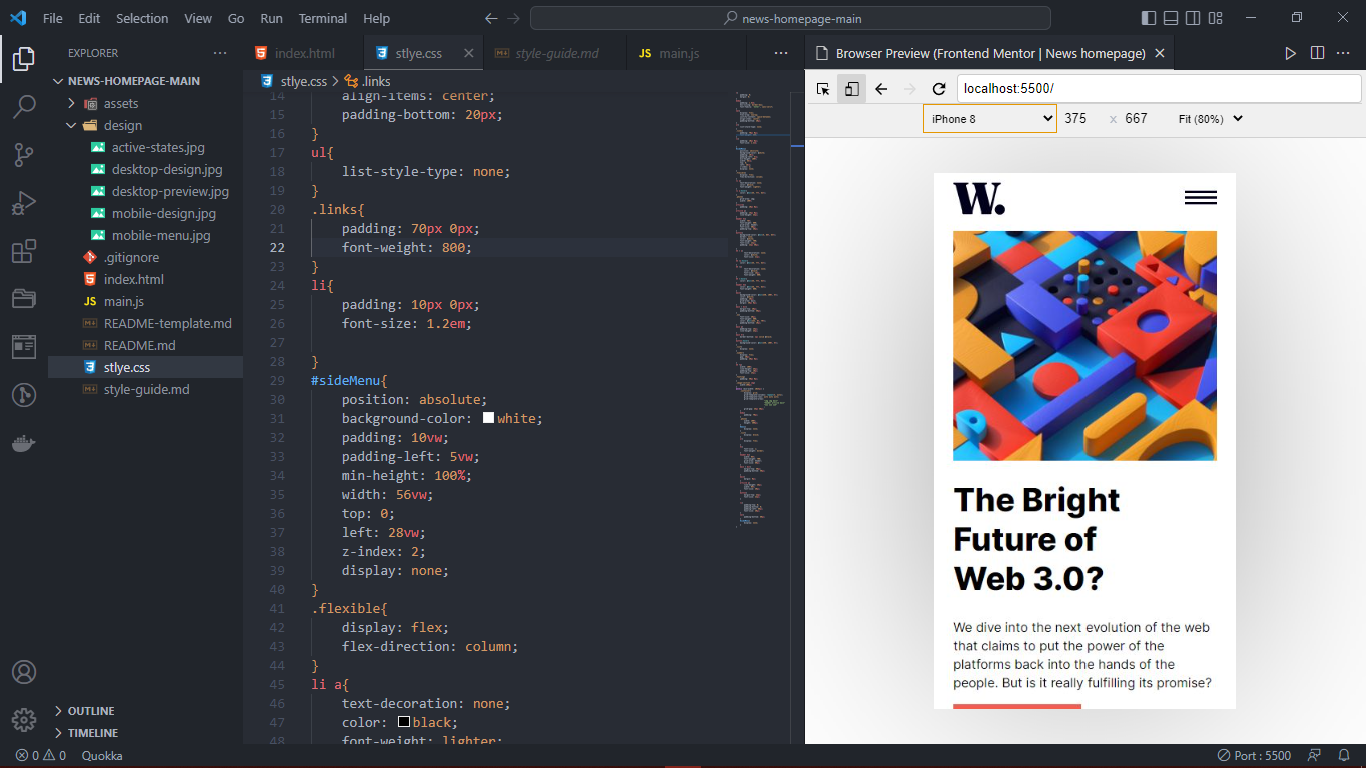 File Edit Selection View Go Run Terminal Help
news-homepage-main
EXPLORER
NEWS-HOMEPAGE-MAIN
assets
design
active-states.jpg
desktop-design.jpg
desktop-preview.jpg
mobile-design.jpg
mobile-menu.jpg
.gitignore
index.html
JS main.js
README-template.md
README.md
stlye.css
style-guide.md
OUTLINE
TIMELINE
index.html stlye.css style-guide.md JS main.js
stlye.css > .links
14 align-items: center;
15 padding-bottom: 20px;
16 }
17 ul{
18 list-style-type: none;
19 }
20 .links{
21 padding: 70px 0px;
22 font-weight: 800;
23 }
24 li{
25 padding: 10px 0px;
26 font-size: 1.2em;
27
28 }
29 #sideMenu{
30 position: absolute;
31 background-color: white;
32 padding: 10vw;
33 padding-left: 5vw;
34 min-height: 100%;
35 width: 56vw;
36 top: 0;
37 left: 28vw;
38 z-index: 2;
39 display: none;
40 }
41 .flexible{
42 display: flex;
43 flex-direction: column;
44 }
45 li a{
46 text-decoration: none;
47 color: black;
48 font-weight: lighter;
Browser Preview (Frontend Mentor | News homepage)
localhost:5500/
iPhone 8 375 x 667 Fit (80%)
W.
The Bright
Future of
Web 3.0?
We dive into the next evolution of the web
that claims to put the power of the
platforms back into the hands of the
people. But is it really fulfilling its promise?
0 0 Quokka
Port : 5500